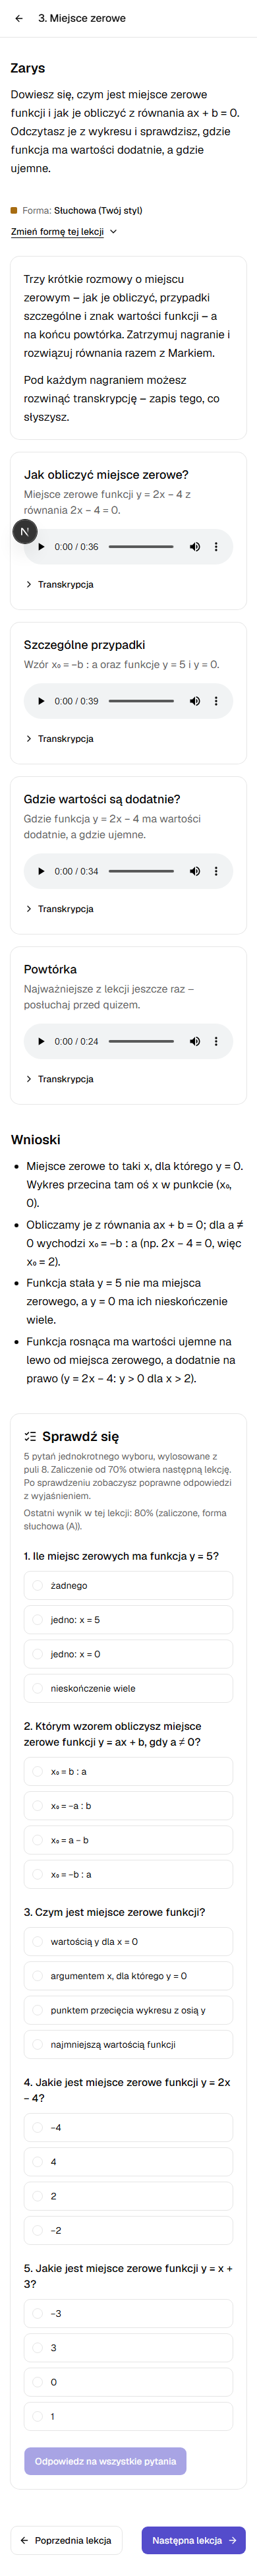 3. Miejsce zerowe
Zarys
Dowiesz się, czym jest miejsce zerowe
funkcji i jak je obliczyć z równania ax + b = 0.
Odczytasz je z wykresu i sprawdzisz, gdzie
funkcja ma wartości dodatnie, a gdzie
ujemne.
Forma: Słuchowa (Twój styl)
Zmień formę tej lekcji
Trzy krótkie rozmowy o miejscu
zerowym – jak je obliczyć, przypadki
szczególne i znak wartości funkcji – a
na końcu powtórka. Zatrzymuj nagranie i
rozwiązuj równania razem z Markiem.
Pod każdym nagraniem możesz
rozwinąć transkrypcję – zapis tego, co
słyszysz.
Jak obliczyć miejsce zerowe?
Miejsce zerowe funkcji y = 2x − 4 z
równania 2x − 4 = 0.
N
0:00 / 0:36
Transkrypcja
Szczególne przypadki
Wzór x₀ = −b : a oraz funkcje y = 5 i y = 0.
0:00 / 0:39
Transkrypcja
Gdzie wartości są dodatnie?
Gdzie funkcja y = 2x − 4 ma wartości
dodatnie, a gdzie ujemne.
0:00 / 0:34
Transkrypcja
Powtórka
Najważniejsze z lekcji jeszcze raz –
posłuchaj przed quizem.
0:00 / 0:24
Transkrypcja
Wnioski
• Miejsce zerowe to taki x, dla którego y = 0.
Wykres przecina tam oś x w punkcie (x₀,
0).
• Obliczamy je z równania ax + b = 0; dla a ≠
0 wychodzi x₀ = −b : a (np. 2x − 4 = 0, więc
x₀ = 2).
• Funkcja stała y = 5 nie ma miejsca
zerowego, a y = 0 ma ich nieskończenie
wiele.
• Funkcja rosnąca ma wartości ujemne na
lewo od miejsca zerowego, a dodatnie na
prawo (y = 2x − 4: y > 0 dla x > 2).
Sprawdź się
5 pytań jednokrotnego wyboru, wylosowane z
puli 8. Zaliczenie od 70% otwiera następną lekcję.
Po sprawdzeniu zobaczysz poprawne odpowiedzi
z wyjaśnieniem.
Ostatni wynik w tej lekcji: 80% (zaliczone, forma
słuchowa (A)).
1. Ile miejsc zerowych ma funkcja y = 5?
żadnego
jedno: x = 5
jedno: x = 0
nieskończenie wiele
2. Którym wzorem obliczysz miejsce
zerowe funkcji y = ax + b, gdy a ≠ 0?
x₀ = b : a
x₀ = −a : b
x₀ = a − b
x₀ = −b : a
3. Czym jest miejsce zerowe funkcji?
wartością y dla x = 0
argumentem x, dla którego y = 0
punktem przecięcia wykresu z osią y
najmniejszą wartością funkcji
4. Jakie jest miejsce zerowe funkcji y = 2x
− 4?
−4
4
2
−2
5. Jakie jest miejsce zerowe funkcji y = x +
3?
−3
3
0
1
Odpowiedz na wszystkie pytania
Poprzednia lekcja
Następna lekcja